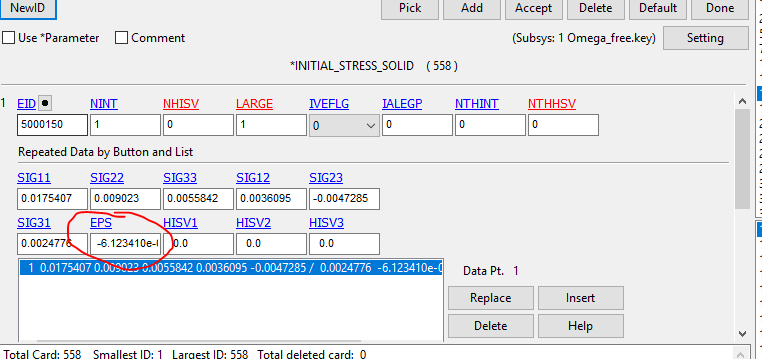 NewID Pick Add Accept Delete Default Done
Use *Parameter Comment (Subsys: 1 Omega_free.key) Setting
*INITIAL_STRESS_SOLID (558)
1 EID NINT NHISV LARGE IVEFLG IALEGP NTHINT NTHHSV
5000150 1 0 1 0 0 0 0
Repeated Data by Button and List
SIG11 SIG22 SIG33 SIG12 SIG23
0.0175407 0.009023 0.0055842 0.0036095 -0.0047285
SIG31 EPS HISV1 HISV2 HISV3
0.0024776 -6.123410e- 0.0 0.0 0.0
1 0.0175407 0.009023 0.0055842 0.0036095 -0.0047285 / 0.0024776 -6.123410e-0 Data Pt. 1
Replace Insert
Delete Help
Total Card: 558 Smallest ID: 1 Largest ID: 558 Total deleted card: 0